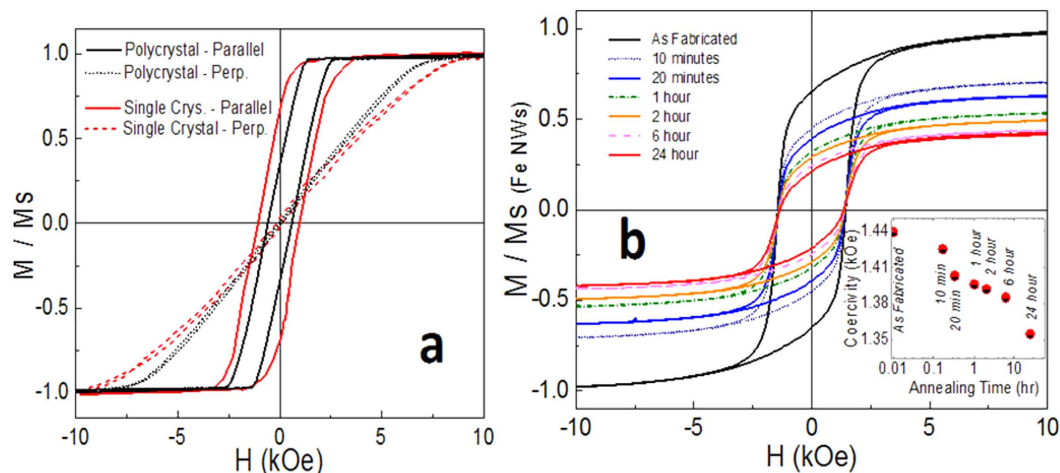 Polycrystal - Parallel
Polycrystal - Perp.
Single Crys. - Parallel
Single Crystal - Perp.
M / Ms
1.0
0.5
0.0
-0.5
-1.0
-10 -5 0 5 10
H (kOe)
a
As Fabricated
10 minutes
20 minutes
1 hour
2 hour
6 hour
24 hour
M / Ms (Fe NWs)
1.0
0.5
0.0
-0.5
-1.0
-10 -5 0 5 10
H (kOe)
b
Coercivity (kOe)
1.44
1.41
1.38
1.35
As Fabricated
10 min
20 min
1 hour
2 hour
6 hour
24 hour
0.01 0.1 1 10
Annealing Time (hr)